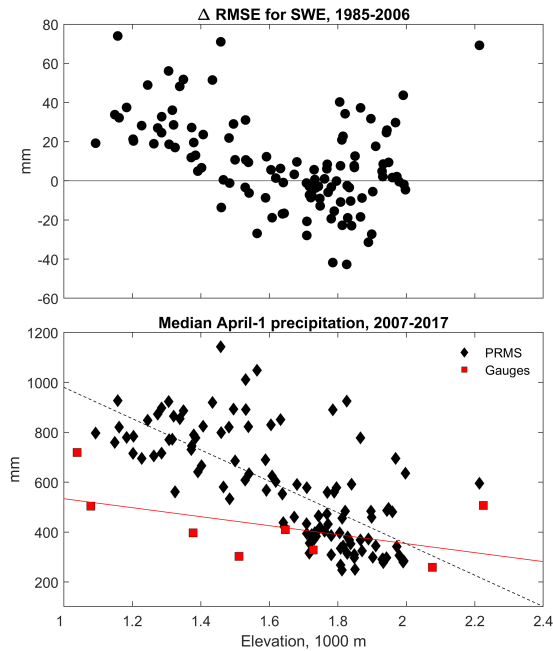 Δ RMSE for SWE, 1985-2006
80
60
40
20
0
-20
-40
-60
mm
Median April-1 precipitation, 2007-2017
1200
1000
800
600
400
200
mm
PRMS
Gauges
1 1.2 1.4 1.6 1.8 2 2.2 2.4
Elevation, 1000 m